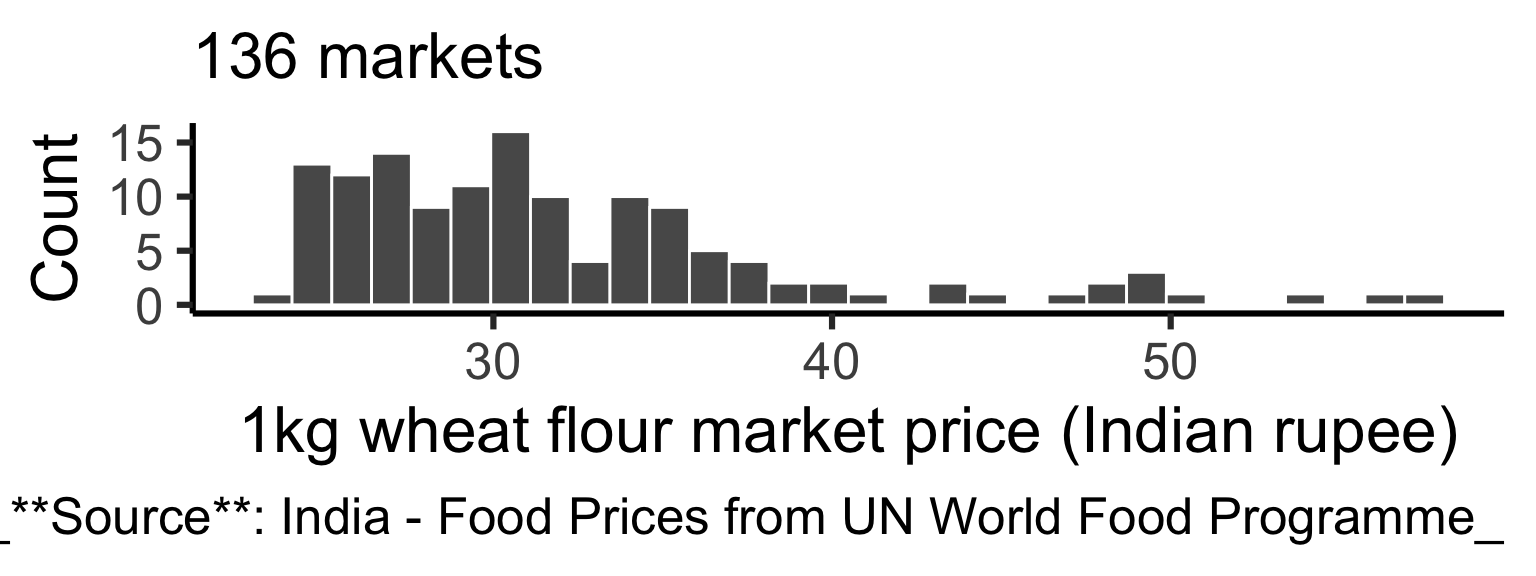 136 markets
Count
15
10
5
0
30 40 50
1kg wheat flour market price (Indian rupee)
_**Source**: India - Food Prices from UN World Food Programme_